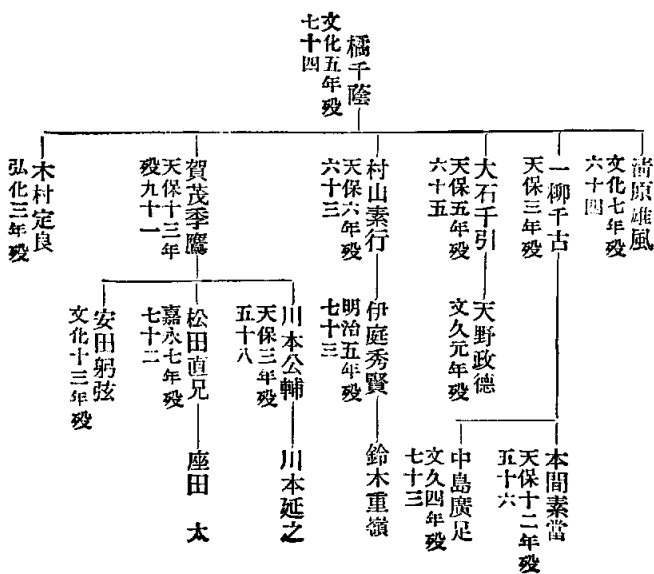 橘千蔭
文化五年歿
七十四
淸原雄風
文化七年歿
六十四
一柳千古
天保三年歿
大石千引
天保五年歿
六十五
村山素行
天保六年歿
六十三
賀茂季鷹
天保十三年
歿九十一
木村定良
弘化三年歿
本間素當
天保十二年歿
五十六
中島廣足
文久四年歿
七十三
天野政德
文久元年歿
伊庭秀賢
明治五年歿
七十三
鈴木重嶺
川本公輔
天保三年歿
五十八
川本延之
松田直兄
嘉永七年歿
七十二
座田太
安田躬弦
文化十三年歿